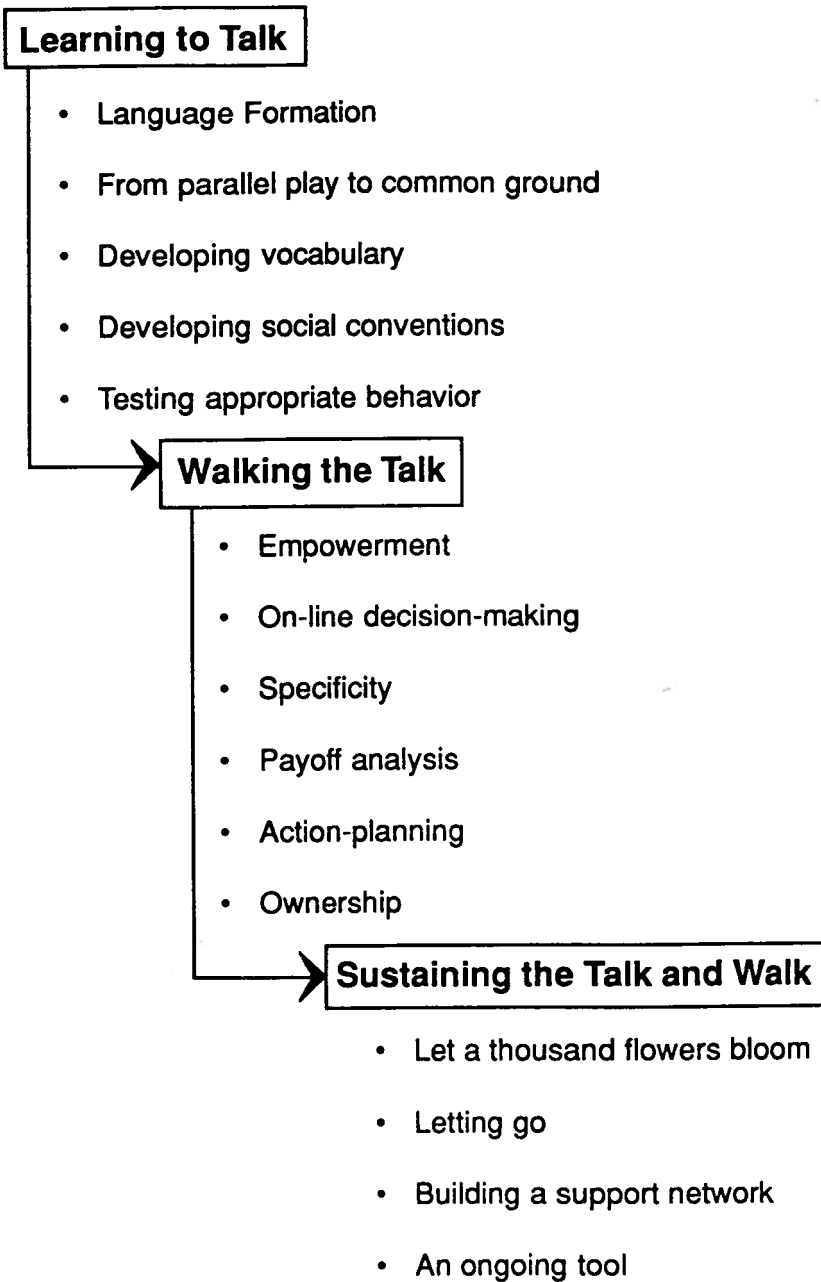 Learning to Talk
• Language Formation
• From parallel play to common ground
• Developing vocabulary
• Developing social conventions
• Testing appropriate behavior
Walking the Talk
• Empowerment
• On-line decision-making
• Specificity
• Payoff analysis
• Action-planning
• Ownership
Sustaining the Talk and Walk
• Let a thousand flowers bloom
• Letting go
• Building a support network
• An ongoing tool